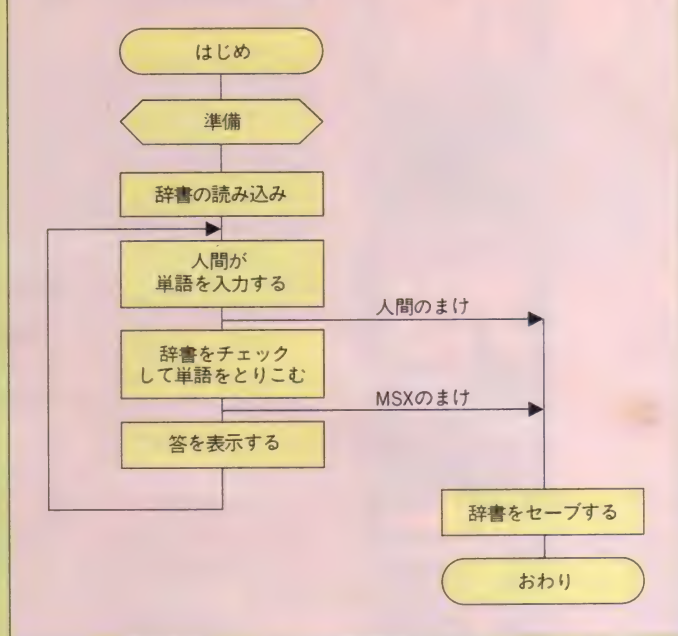 はじめ
準備
辞書の読み込み
人間が
単語を入力する
人間のまけ
辞書をチェック
して単語をとりこむ
MSXのまけ
答を表示する
辞書をセーブする
おわり